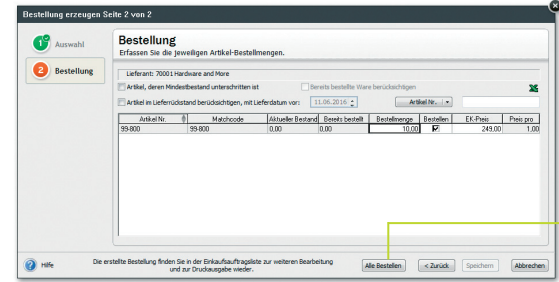 Bestellung erzeugen Seite 2 von 2
1 Auswahl
2 Bestellung
Bestellung
Erfassen Sie die jeweiligen Artikel-Bestellmengen.
Lieferant: 70001 Hardware and More
Artikel, deren Mindestbestand unterschritten ist
Bereits bestellte Ware berücksichtigen
Artikel im Lieferrückstand berücksichtigen, mit Lieferdatum vor: 11.06.2016 Artikel Nr.
Artikel Nr. Matchcode Aktueller Bestand Bereits bestellt Bestellmenge Bestellen EK-Preis Preis pro
99-800 99-800 0,00 0,00 10,00 249,00 1,00
Hilfe
Die erstellte Bestellung finden Sie in der Einkaufsauftragsliste zur weiteren Bearbeitung
und zur Druckausgabe wieder.
Alle Bestellen < Zurück Speichern Abbrechen